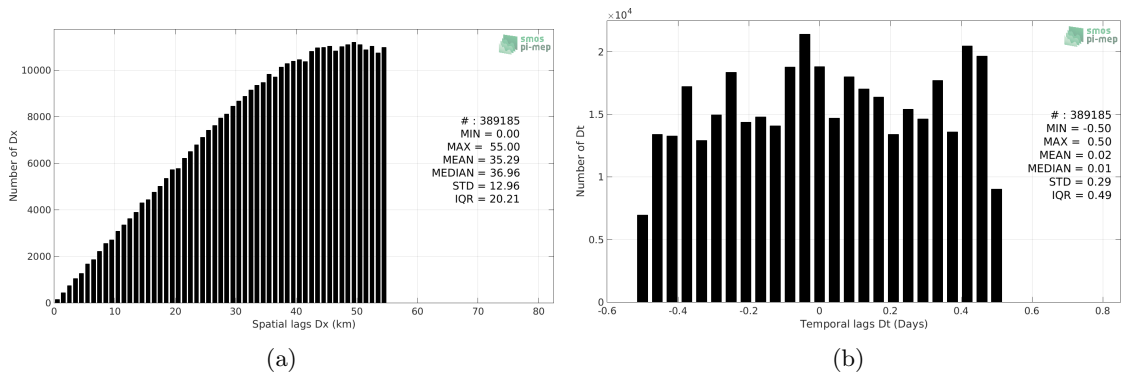 smos
pi-mep
10000
8000
6000
4000
2000
0
Number of Dx
# : 389185
MIN = 0.00
MAX = 55.00
MEAN = 35.29
MEDIAN = 36.96
STD = 12.96
IQR = 20.21
0 10 20 30 40 50 60 70 80
Spatial lags Dx (km)
(a)
×10⁴
smos
pi-mep
2
1.5
1
0.5
0
Number of Dt
# : 389185
MIN = -0.50
MAX = 0.50
MEAN = 0.02
MEDIAN = 0.01
STD = 0.29
IQR = 0.49
-0.6 -0.4 -0.2 0 0.2 0.4 0.6 0.8
Temporal lags Dt (Days)
(b)